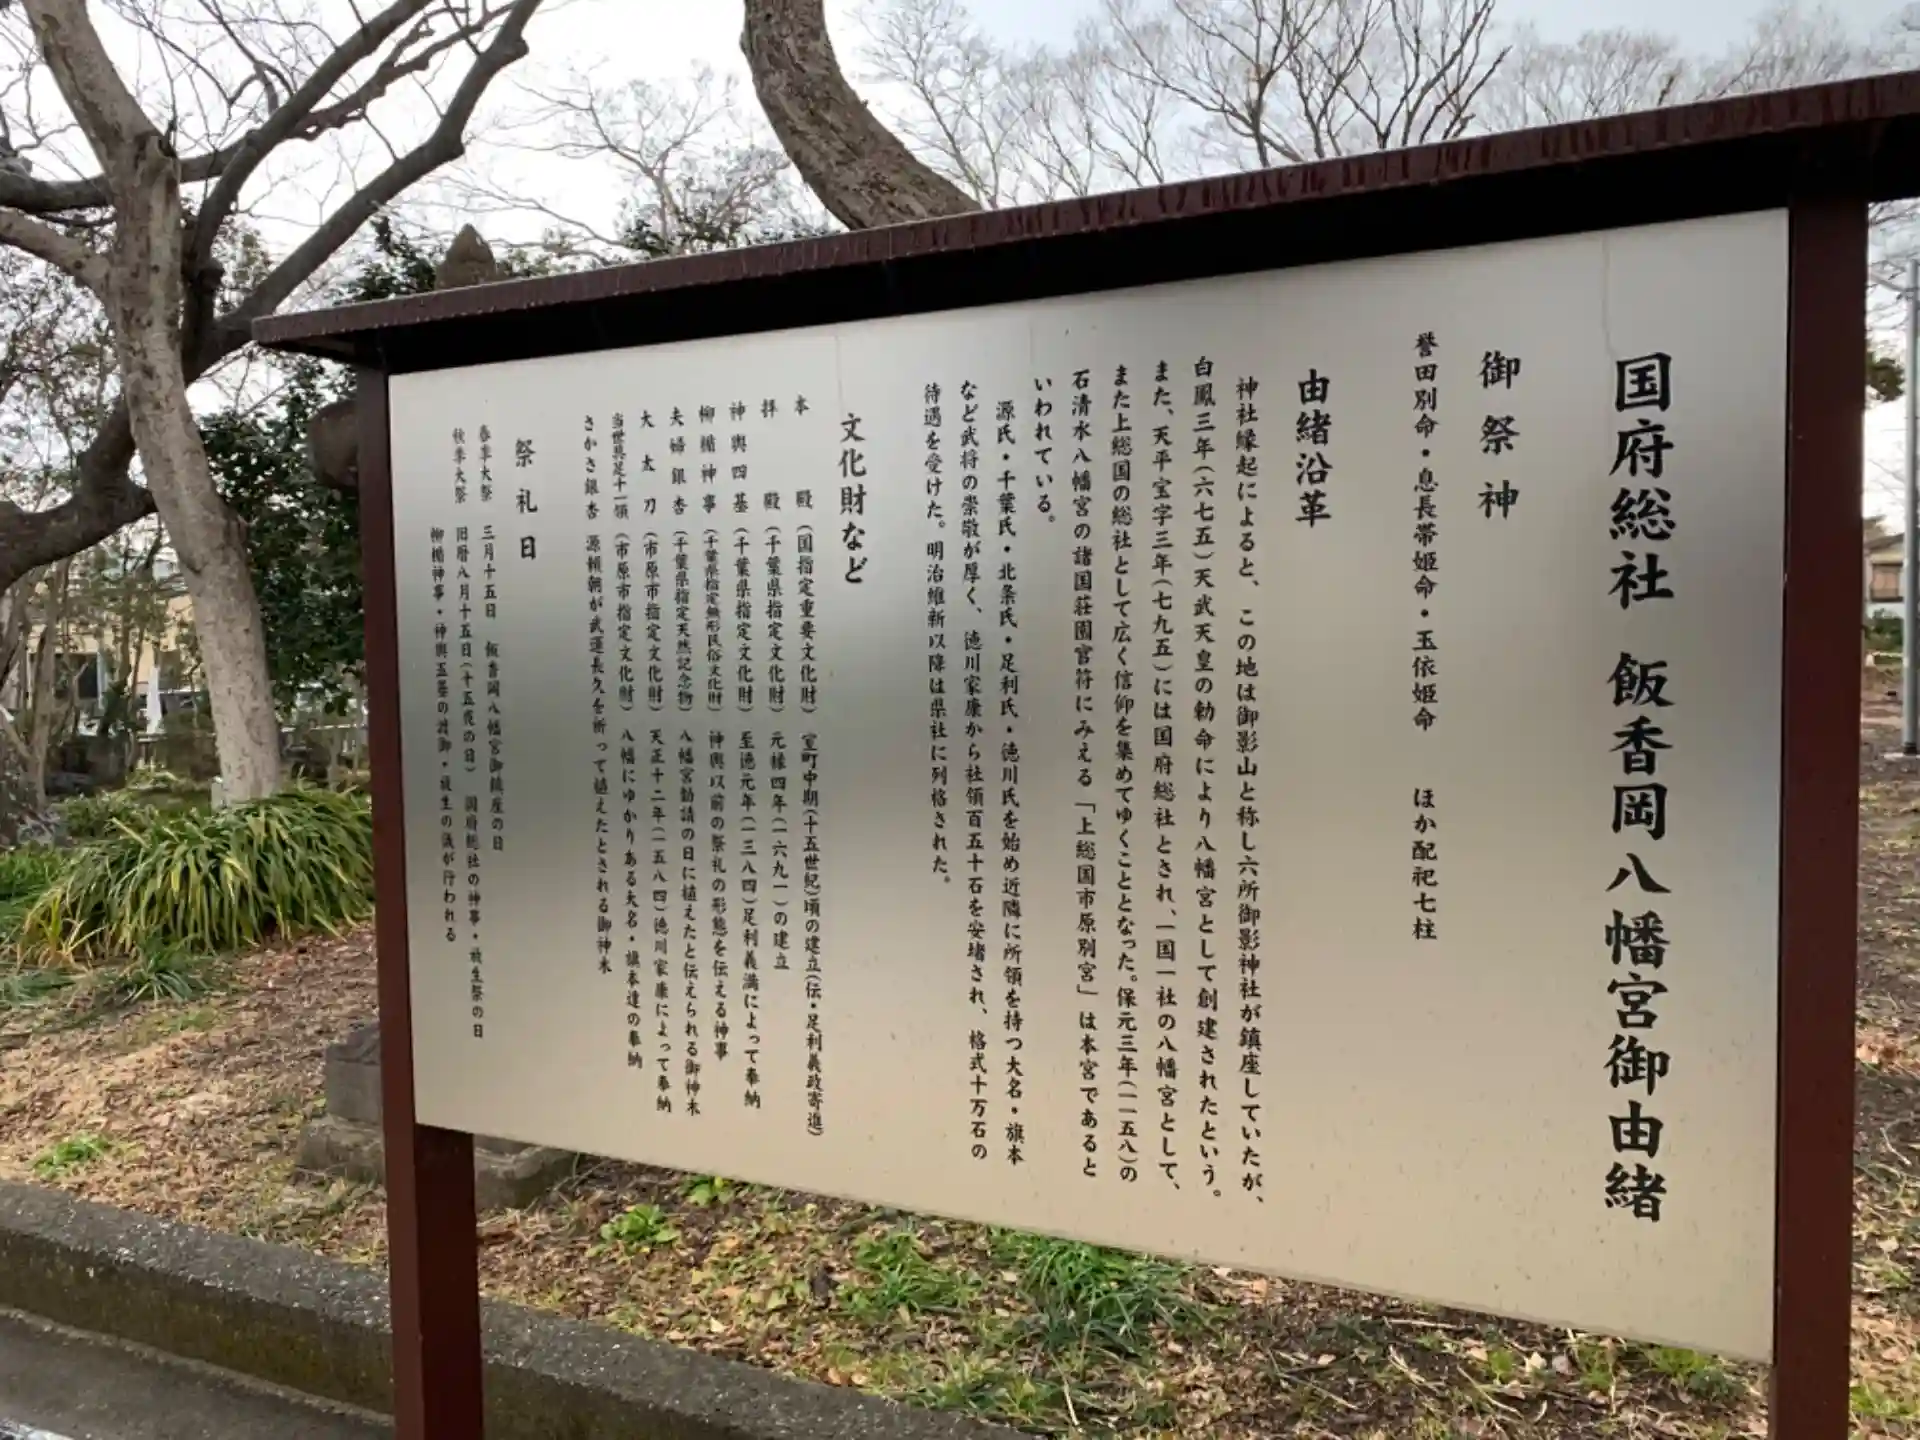 国府総社 飯香岡八幡宮御由緒
御祭神
誉田別命・息長帯姫命・玉依姫命 ほか配祀七柱
由緒沿革
神社縁起によると、この地は御影山と称し六所御影神社が鎮座していたが、
白鳳三年(六七五)天武天皇の勅命により八幡宮として創建されたという。
また、天平宝字三年(七九五)には国府総社とされ、一国一社の八幡宮として、
また上総国の総社として広く信仰を集めてゆくこととなった。保元三年(一一五八)の
石清水八幡宮の諸国荘園官符にみえる「上総国市原別宮」は本宮であると
いわれている。
源氏・千葉氏・北条氏・足利氏・徳川氏を始め近隣に所領を持つ大名・旗本
など武将の崇敬が厚く、徳川家康から社領百五十石を安堵され、格式十万石の
待遇を受けた。明治維新以降は県社に列格された。
文化財など
本殿 (国指定重要文化財) 室町中期(十五世紀)頃の建立(伝・足利義政寄進)
拝殿 (千葉県指定文化財) 元禄四年(一六九一)の建立
神輿四基 (千葉県指定文化財) 至徳元年(一三八四)足利義満によって奉納
柳楯神事 (千葉県指定無形民俗文化財) 神輿以前の祭礼の形態を伝える神事
夫婦銀杏 (千葉県指定天然記念物) 八幡宮勧請の日に植えたと伝えられる御神木
大太刀 (市原市指定文化財) 天正十二年(一五八四)徳川家康によって奉納
当世具足十一領 (市原市指定文化財) 八幡にゆかりある大名・旗本達の奉納
さかさ銀杏 源頼朝が武運長久を祈って植えたとされる御神木
祭礼日
春季大祭 三月十五日 飯香岡八幡宮御鎮座の日
秋季大祭 旧暦八月十五日(十五夜の日) 国府総社の神事・放生祭の日
柳楯神事・神輿五基の渡御・放生の儀が行われる